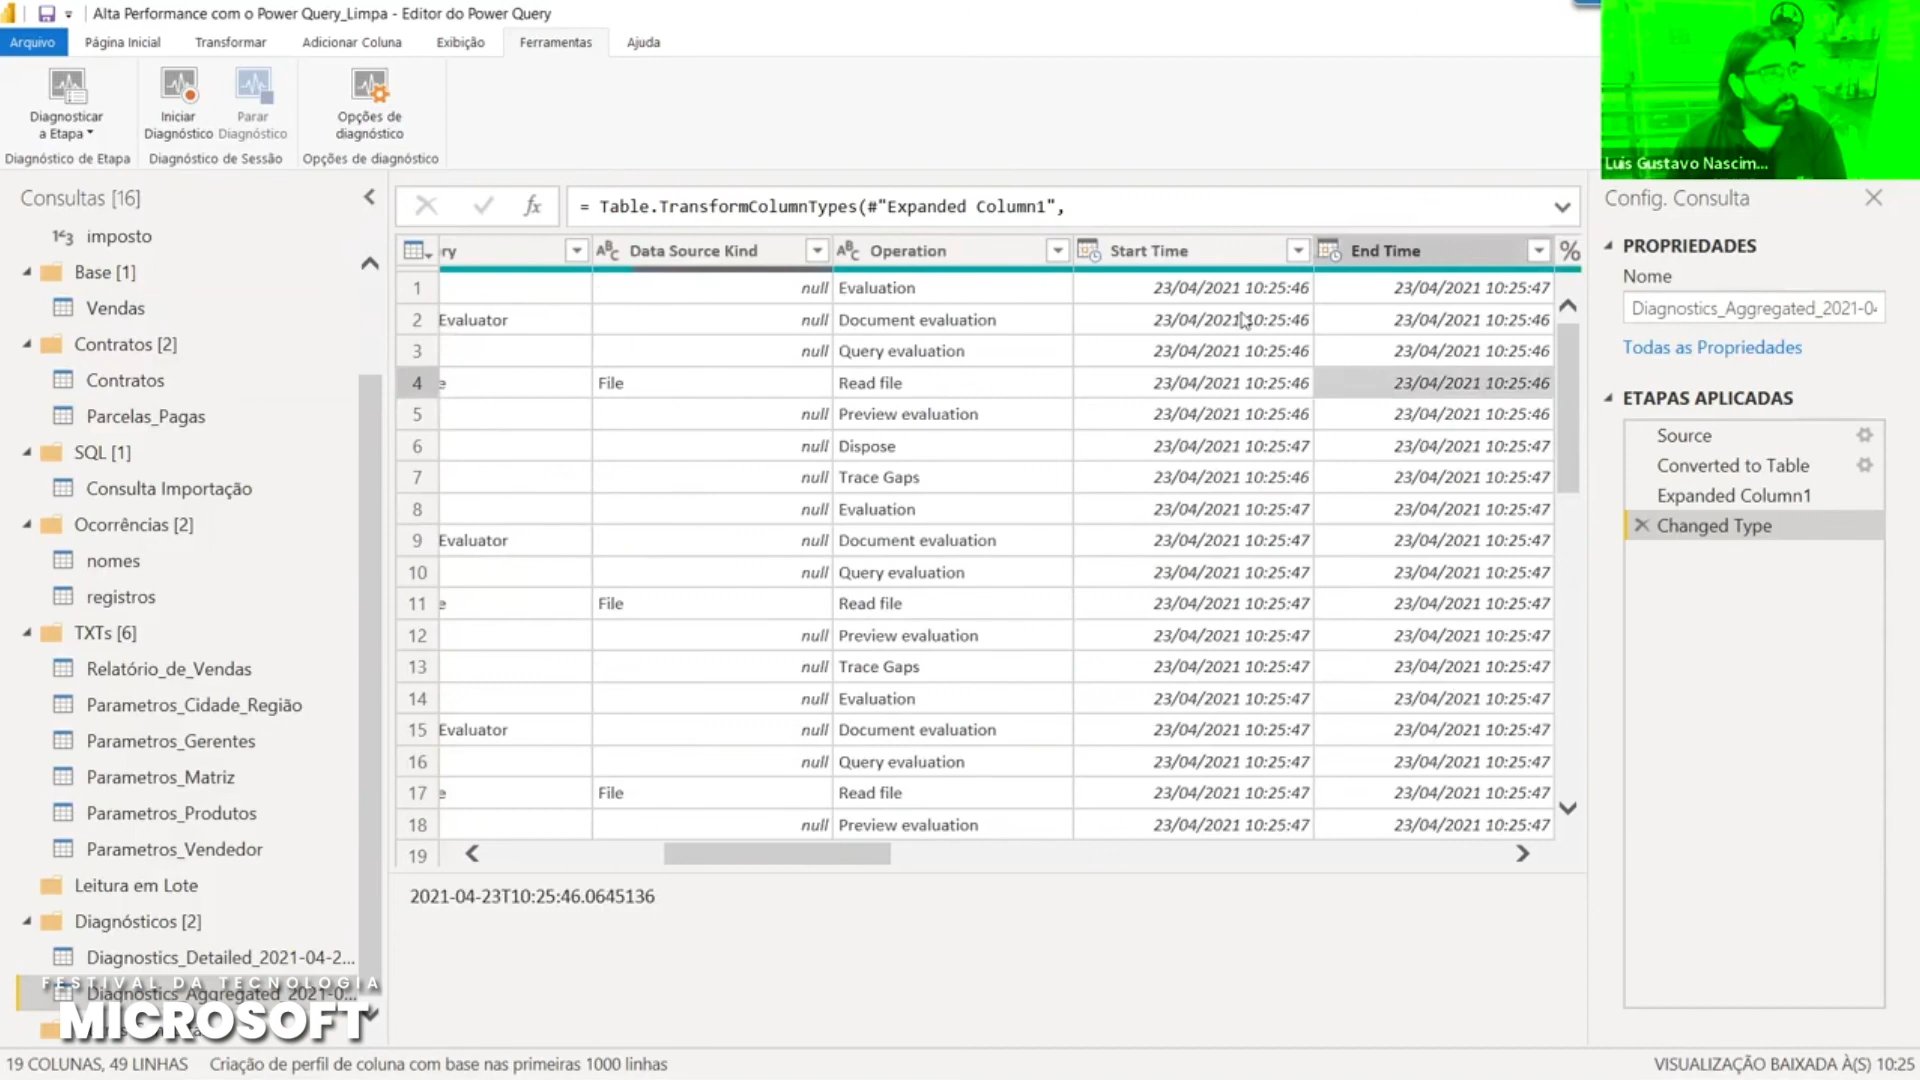 Alta Performance com o Power Query_Limpa - Editor do Power Query
Arquivo Página Inicial Transformar Adicionar Coluna Exibição Ferramentas Ajuda
Diagnosticar a Etapa
Iniciar Diagnóstico
Parar Diagnóstico
Opções de diagnóstico
Diagnóstico de Etapa Diagnóstico de Sessão Opções de diagnóstico
Luis Gustavo Nascim...
Consultas [16]
imposto
Base [1]
Vendas
Contratos [2]
Contratos
Parcelas_Pagas
SQL [1]
Consulta Importação
Ocorrências [2]
nomes
registros
TXTs [6]
Relatório_de_Vendas
Parametros_Cidade_Região
Parametros_Gerentes
Parametros_Matriz
Parametros_Produtos
Parametros_Vendedor
Leitura em Lote
Diagnósticos [2]
Diagnostics_Detailed_2021-04-2...
Diagnostics_Aggregated_2021-0...
FESTIVAL DA TECNOLOGIA
MICROSOFT
fx = Table.TransformColumnTypes(#"Expanded Column1",
ry Data Source Kind Operation Start Time End Time %
1 null Evaluation 23/04/2021 10:25:46 23/04/2021 10:25:47
2 Evaluator null Document evaluation 23/04/2021 10:25:46 23/04/2021 10:25:46
3 null Query evaluation 23/04/2021 10:25:46 23/04/2021 10:25:46
4 e File Read file 23/04/2021 10:25:46 23/04/2021 10:25:46
5 null Preview evaluation 23/04/2021 10:25:46 23/04/2021 10:25:46
6 null Dispose 23/04/2021 10:25:47 23/04/2021 10:25:47
7 null Trace Gaps 23/04/2021 10:25:46 23/04/2021 10:25:47
8 null Evaluation 23/04/2021 10:25:47 23/04/2021 10:25:47
9 Evaluator null Document evaluation 23/04/2021 10:25:47 23/04/2021 10:25:47
10 null Query evaluation 23/04/2021 10:25:47 23/04/2021 10:25:47
11 e File Read file 23/04/2021 10:25:47 23/04/2021 10:25:47
12 null Preview evaluation 23/04/2021 10:25:47 23/04/2021 10:25:47
13 null Trace Gaps 23/04/2021 10:25:47 23/04/2021 10:25:47
14 null Evaluation 23/04/2021 10:25:47 23/04/2021 10:25:47
15 Evaluator null Document evaluation 23/04/2021 10:25:47 23/04/2021 10:25:47
16 null Query evaluation 23/04/2021 10:25:47 23/04/2021 10:25:47
17 e File Read file 23/04/2021 10:25:47 23/04/2021 10:25:47
18 null Preview evaluation 23/04/2021 10:25:47 23/04/2021 10:25:47
19
2021-04-23T10:25:46.0645136
Config. Consulta
PROPRIEDADES
Nome
Diagnostics_Aggregated_2021-04
Todas as Propriedades
ETAPAS APLICADAS
Source
Converted to Table
Expanded Column1
Changed Type
19 COLUNAS, 49 LINHAS Criação de perfil de coluna com base nas primeiras 1000 linhas VISUALIZAÇÃO BAIXADA À(S) 10:25